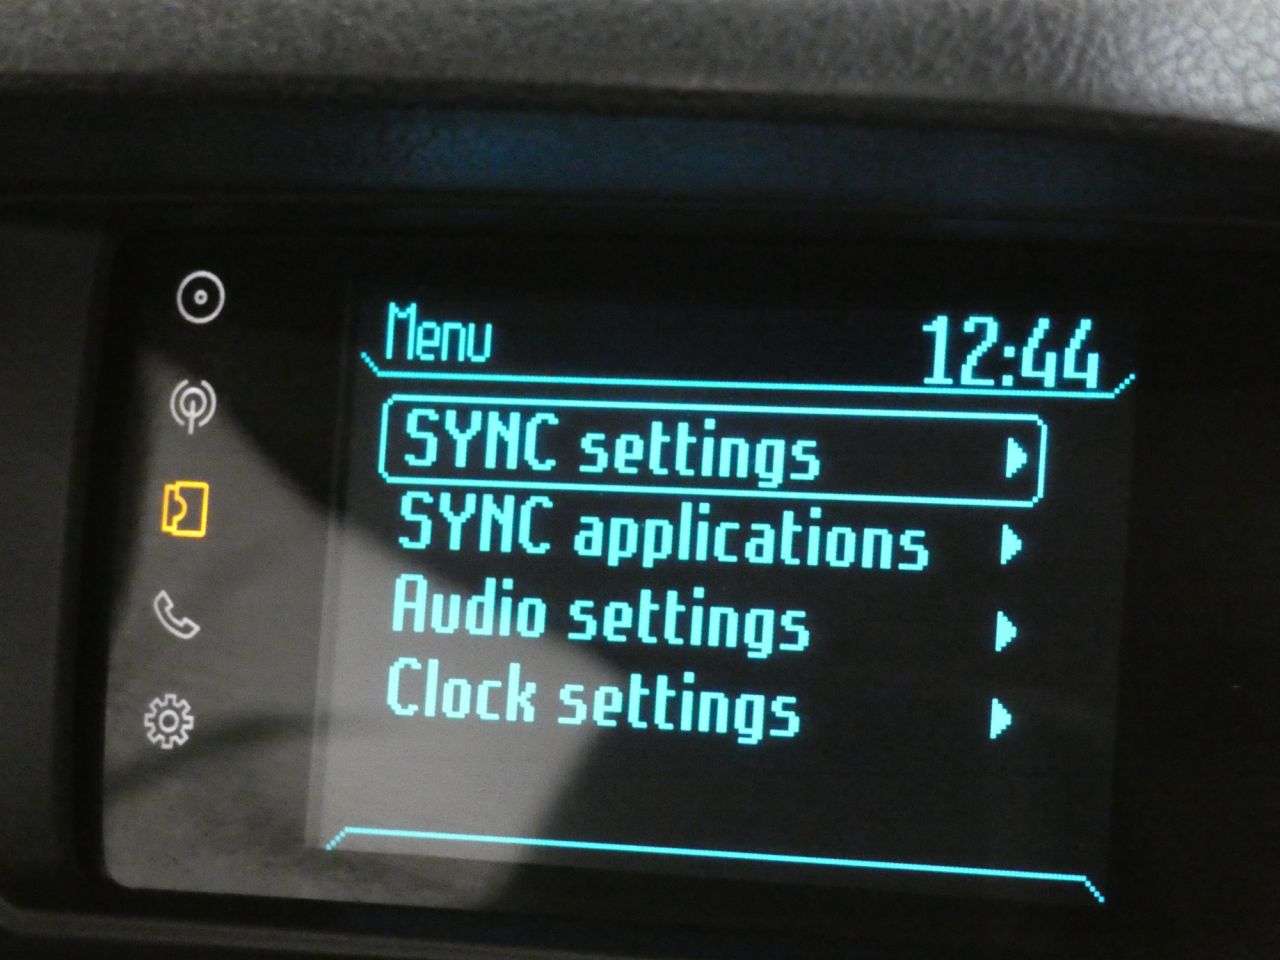 Menu
12:44
SYNC settings
SYNC applications
Audio settings
Clock settings